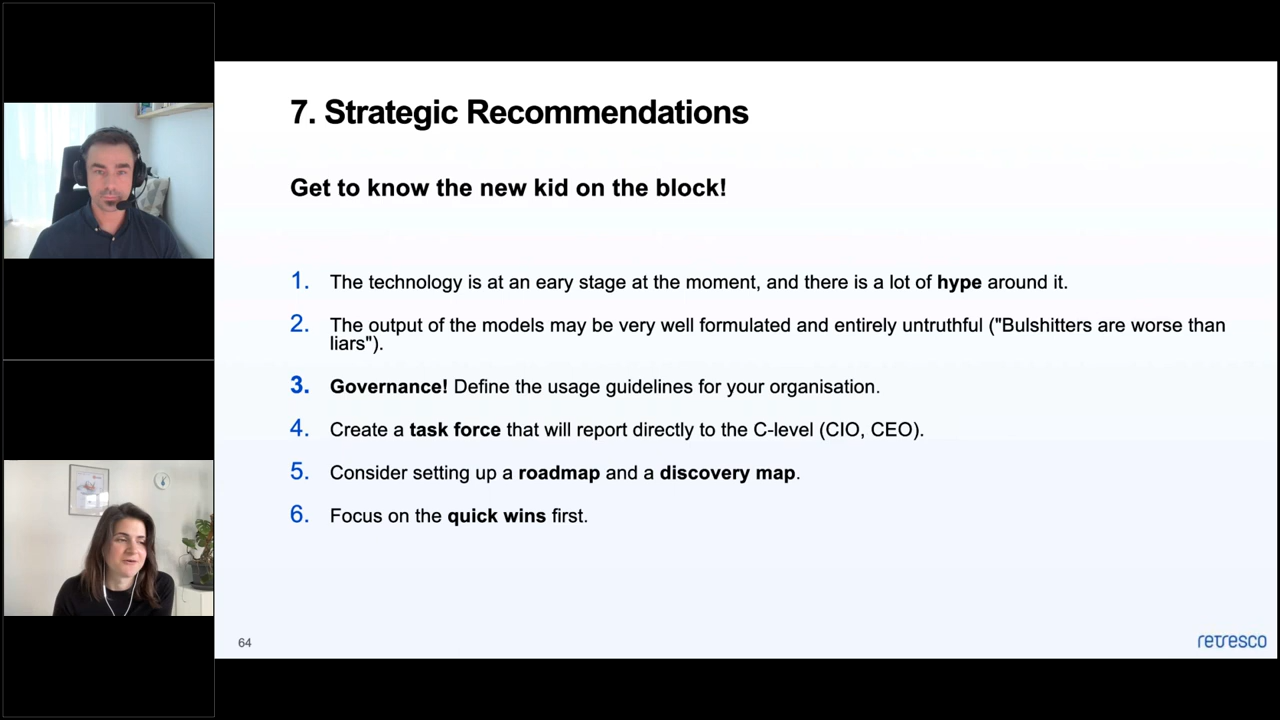 7. Strategic Recommendations
Get to know the new kid on the block!
1. The technology is at an eary stage at the moment, and there is a lot of hype around it.
2. The output of the models may be very well formulated and entirely untruthful ("Bulshitters are worse than
liars").
3. Governance! Define the usage guidelines for your organisation.
4. Create a task force that will report directly to the C-level (CIO, CEO).
5. Consider setting up a roadmap and a discovery map.
6. Focus on the quick wins first.
64
retresco